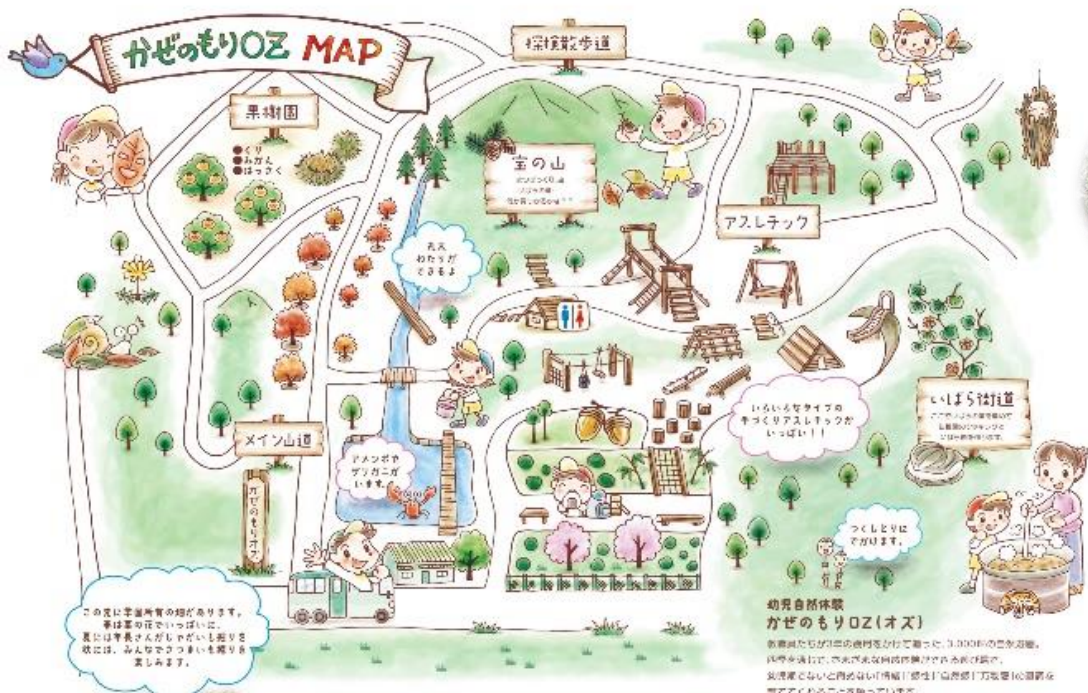 かぜのもりOZ MAP
探検散歩道
果樹園
●くり
●みかん
●はっさく
宝の山
丸太
わたりが
できるよ
アスレチック
いばら街道
いろいろなタイプの
手づくりアスレチックが
いっぱい！！
メイン山道
アメンボや
ザリガニが
います。
かぜのもりオズ
つくしとりに
でかけます。
この先に学園所有の畑があります。
春は菜の花でいっぱいに、
夏には年長さんがじゃがいも掘りを
秋には、みんなでさつまいも掘りを
楽しみます。
幼児自然体験
かぜのもりOZ(オズ)